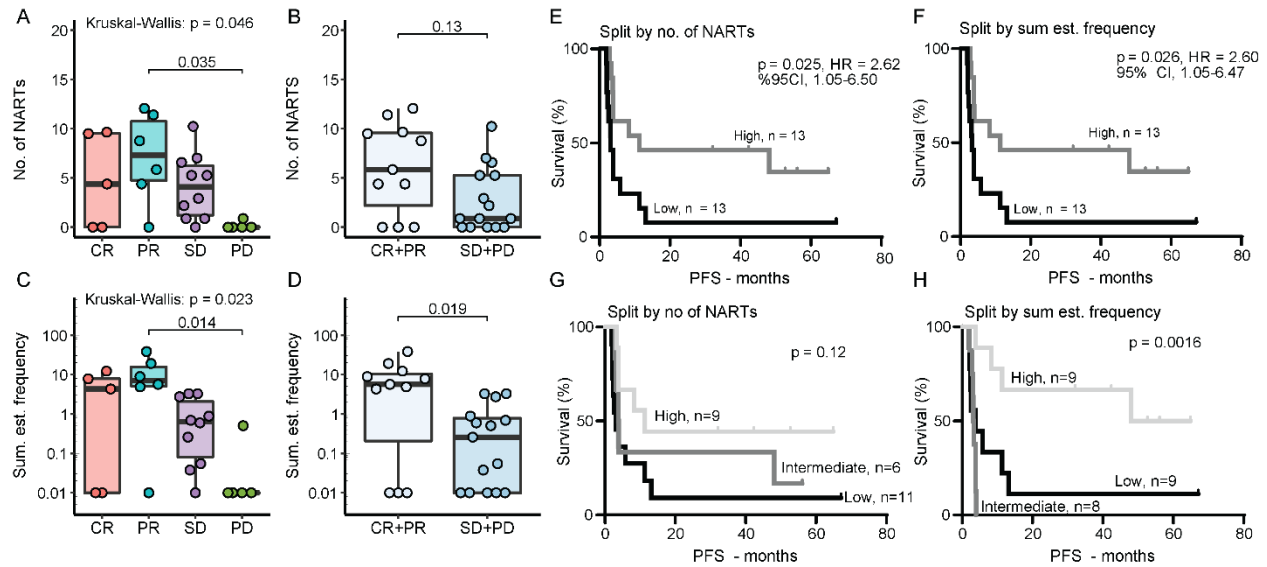 A
Kruskal-Wallis: p = 0.046
0.035
No. of NARTS
20
15
10
5
0
CR PR SD PD
B
0.13
No. of NARTS
20
15
10
5
0
CR+PR SD+PD
E
Split by no. of NARTs
p = 0.025, HR = 2.62
%95CI, 1.05-6.50
High, n = 13
Low, n = 13
Survival (%)
100
50
0 20 40 60 80
PFS - months
F
Split by sum est. frequency
p = 0.026, HR = 2.60
95% CI, 1.05-6.47
High, n = 13
Low, n = 13
Survival (%)
100
50
0 20 40 60 80
PFS - months
C
Kruskal-Wallis: p = 0.023
0.014
Sum. est. frequency
100
10
1
0.1
0.01
CR PR SD PD
D
0.019
Sum. est. frequency
100
10
1
0.1
0.01
CR+PR SD+PD
G
Split by no of NARTs
p = 0.12
High, n=9
Intermediate, n=6
Low, n=11
Survival (%)
100
50
0
0 20 40 60 80
PFS - months
H
Split by sum est. frequency
p = 0.0016
High, n=9
Low, n=9
Intermediate, n=8
Survival (%)
100
50
0
0 20 40 60 80
PFS - months